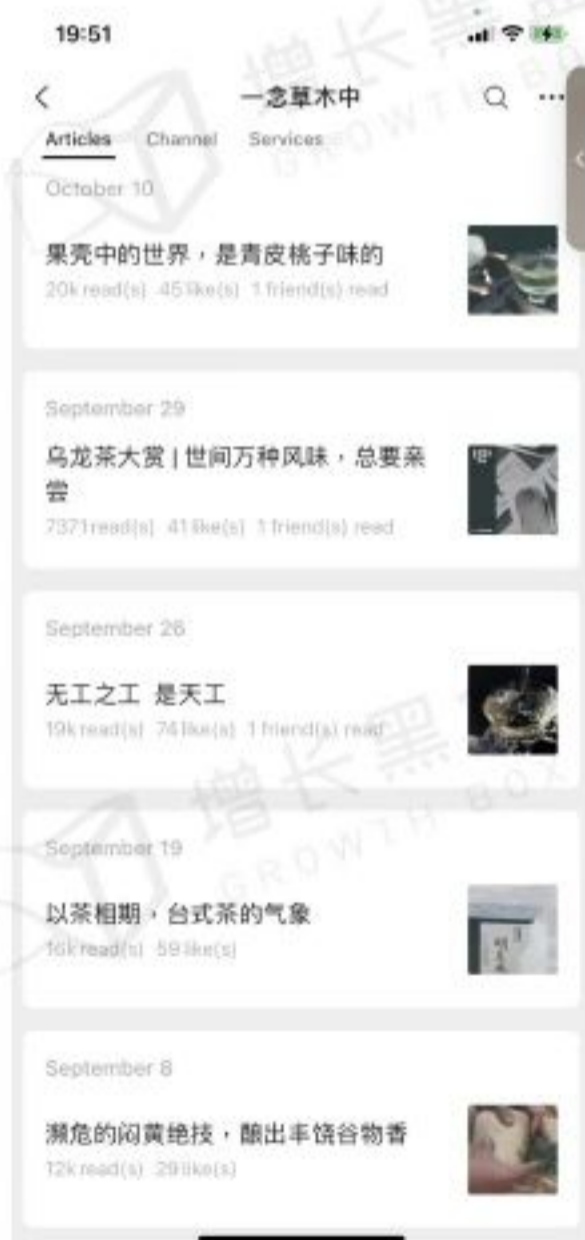 19:51
一念草木中
Articles Channel Services
October 10
果壳中的世界，是青皮桃子味的
20k read(s) 45 like(s) 1 friend(s) read
September 29
乌龙茶大赏 | 世间万种风味，总要亲
尝
7371 read(s) 41 like(s) 1 friend(s) read
September 26
无工之工 是天工
19k read(s) 74 like(s) 1 friend(s) read
September 19
以茶相期，台式茶的气象
16k read(s) 59 like(s)
September 8
濒危的闷黄绝技，酿出丰饶谷物香
12k read(s) 29 like(s)
增长黑
GROWTH BOX